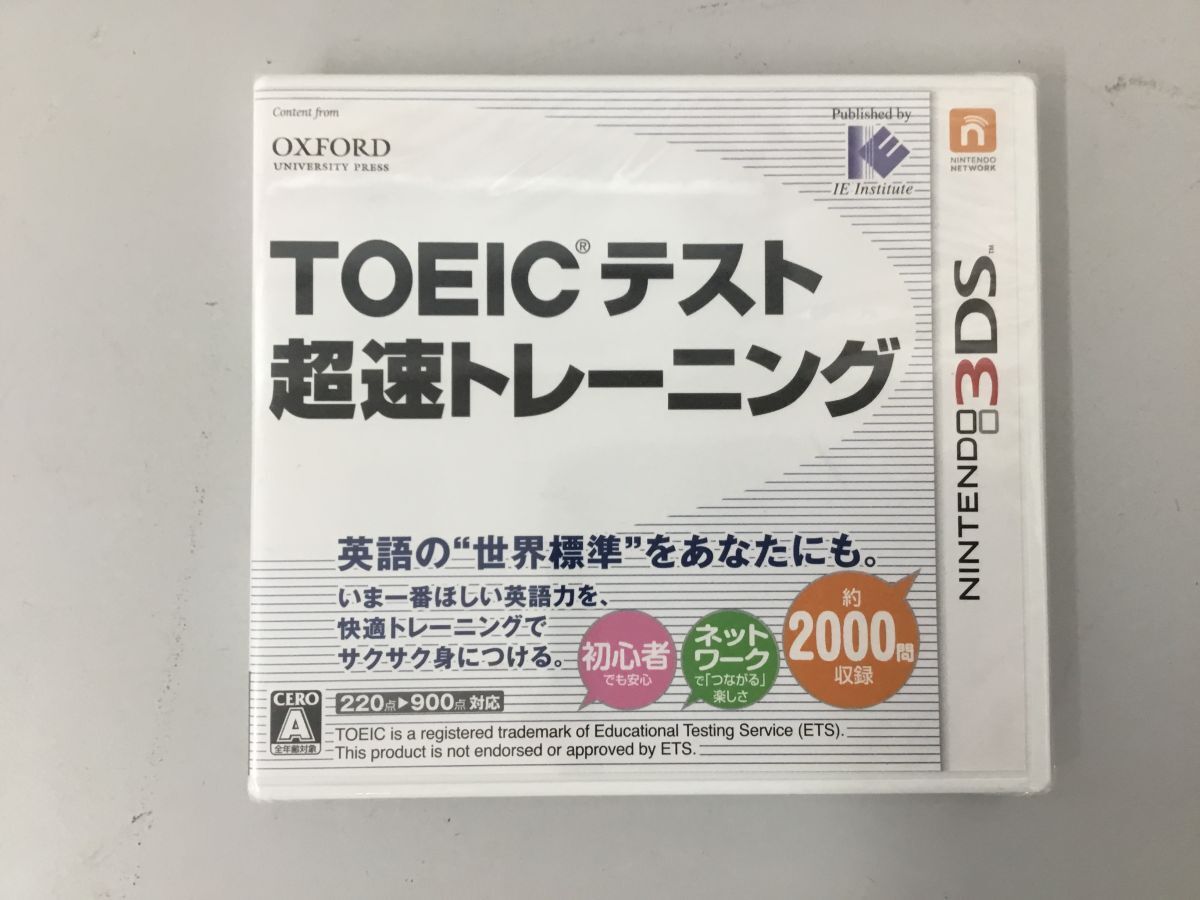 Content from
OXFORD
UNIVERSITY PRESS
Published by
IE
IE Institute
NINTENDO
NETWORK
TOEIC®テスト
超速トレーニング
NINTENDO3DS™
英語の“世界標準”をあなたにも。
いま一番ほしい英語力を、
快適トレーニングで
サクサク身につける。
初心者
でも安心
ネット
ワーク
で「つながる」
楽しさ
約
2000問
収録
CERO
A
全年齢対象
220点▶900点 対応
TOEIC is a registered trademark of Educational Testing Service (ETS).
This product is not endorsed or approved by ETS.